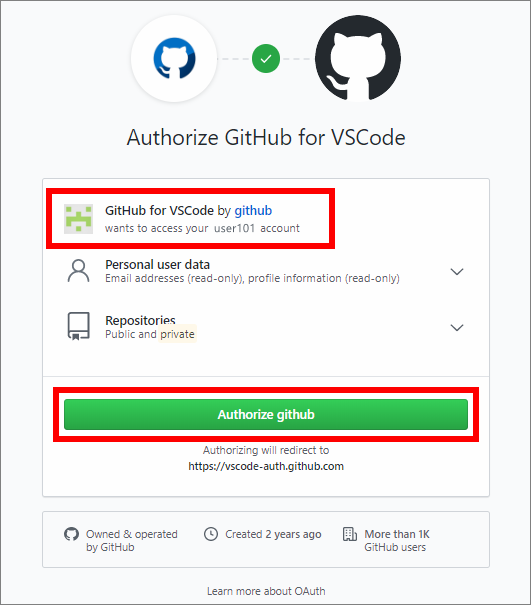 Authorize GitHub for VSCode
GitHub for VSCode by github
wants to access your user101 account
Personal user data
Email addresses (read-only), profile information (read-only)
Repositories
Public and private
Authorize github
Authorizing will redirect to
https://vscode-auth.github.com
Owned & operated
by GitHub
Created 2 years ago
More than 1K
GitHub users
Learn more about OAuth